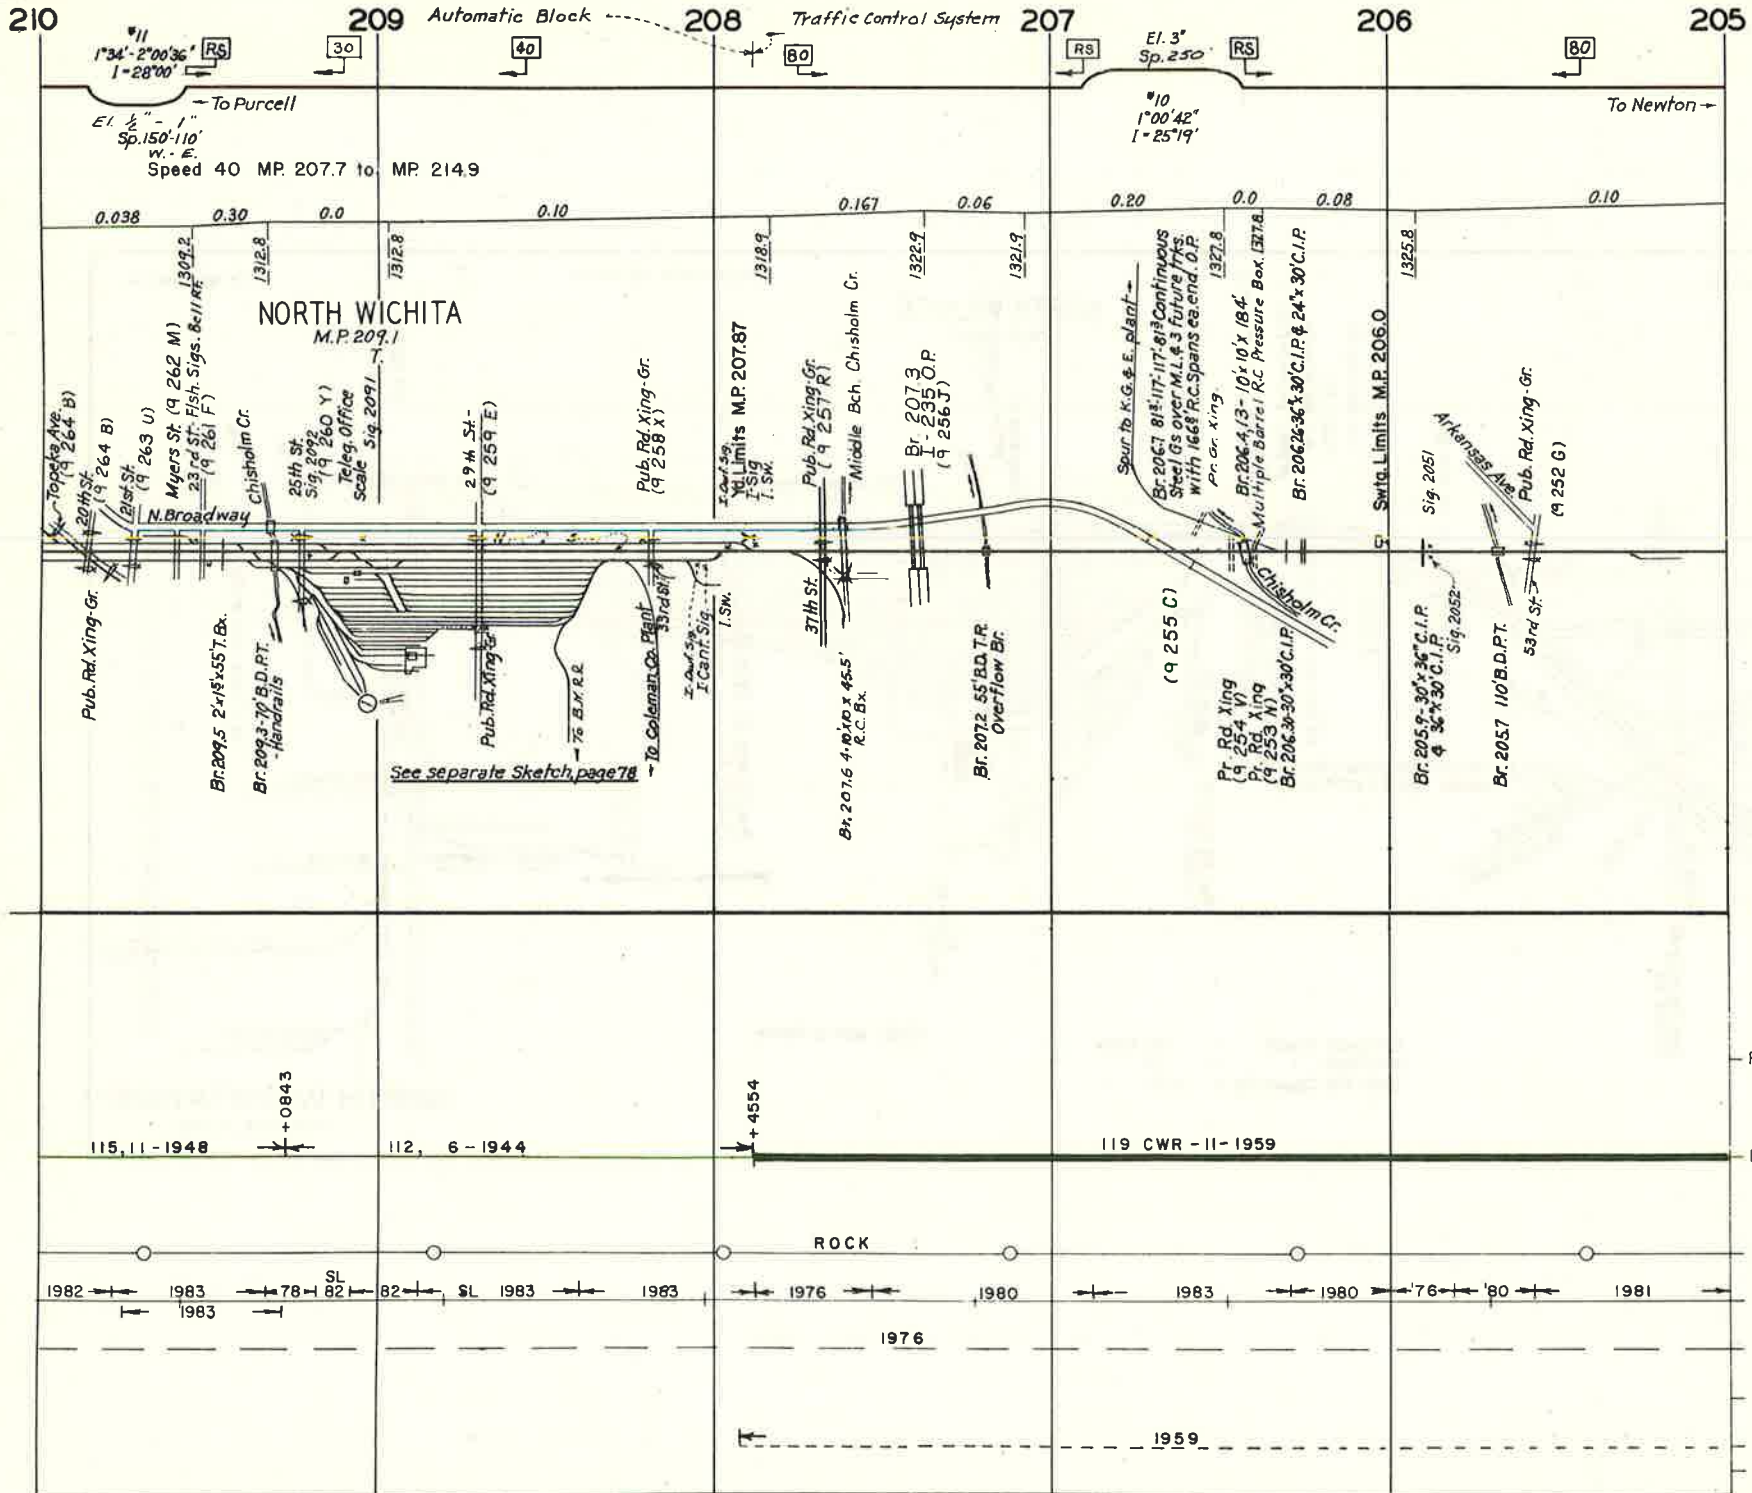 210
209
208
207
206
205
Automatic Block
Traffic Control System
#11
1°34'-2°00'36"
I=28°00'
RS
30
40
80
RS
El. 3"
Sp. 250'
RS
80
← To Purcell
To Newton →
El. ½" - 1"
Sp. 150'-110'
W. - E.
#10
1°00'42"
I=25°19'
Speed 40 MP. 207.7 to MP. 214.9
0.038
0.30
0.0
0.10
0.167
0.06
0.20
0.0
0.08
0.10
1309.2
1312.8
1312.8
1318.9
1322.9
1321.9
1327.8
1327.8
1325.8
NORTH WICHITA
M.P. 209.1
T.
Topeka Ave.
(9 264 B)
20th St.
(9 264 B)
21st St.
(9 263 U)
Myers St. (9 262 M)
23rd St. Flsh. Sigs. Bell Rt.
(9 261 F)
Chisholm Cr.
25th St.
Sig. 2092
(9 260 Y)
Teleg. Office
Scale
Sig. 2091
29th St.-
(9 259 E)
Pub. Rd. Xing-Gr.
(9 258 X)
Yd. Limits M.P. 207.87
I-Sig
I. Sw.
Pub. Rd. Xing-Gr.
(9 257 R)
Middle Bch. Chisholm Cr.
Br. 207.3
I-235 O.P.
(9 256 J)
Spur to K.G.& E. plant
Br. 206.7 81⁸-117'-117'-81⁸ Continuous
Steel GS over M.L.& 3 future trks.
with 166⁸ R.C. Spans ea. end. O.P.
Pr. Gr. Xing
Br. 206.4, 13-10'x10'x184'
Multiple Barrel R.C. Pressure Box
Br. 206.2 6-36"x30' C.I.P. & 24"x30' C.I.P.
Swtg. Limits M.P. 206.0
Sig. 2051
Arkansas Ave.
Pub. Rd. Xing-Gr.
(9 252 G)
N. Broadway
Pub. Rd. Xing-Gr.
Br. 209.5 2'x1⁵x55' T. Bx.
Br. 209.3-70' B.D.P.T.
- Handrails
Pub. Rd. Xing Gr
76 B.N. R.R
See separate Sketch, page 78
To Coleman Co. Plant
33rd St.
I. Cant. Sig
I. Sw.
37th St.
Br. 207.6 4-10'x10'x45.5'
R.C. Bx.
Br. 207.2 55' B.D.T.R.
Overflow Br.
(9 255 C)
Chisholm Cr.
Pr. Rd. Xing
(9 254 V)
Pr. Rd. Xing
(9 253 N)
Br. 206.3 0-30"x30' C.I.P.
Br. 205.9-30"x36" C.I.P.
& 36"x30' C.I.P.
Sig. 2052
Br. 205.7 110' B.D.P.T.
53rd St.
+0843
+4554
115, 11-1948
112, 6-1944
119 CWR-11-1959
ROCK
1982
1983
78
SL
82
82
SL 1983
1983
1976
1980
1983
1980
'76
'80
1981
1983
1976
1959